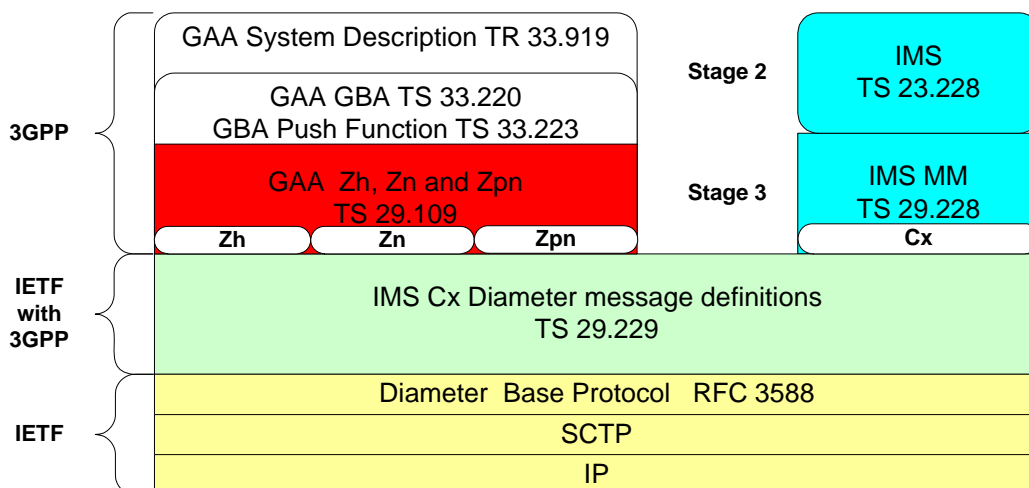 GAA System Description TR 33.919
GAA GBA TS 33.220
GBA Push Function TS 33.223
GAA Zh, Zn and Zpn
TS 29.109
Zh
Zn
Zpn
3GPP
Stage 2
Stage 3
IMS
TS 23.228
IMS MM
TS 29.228
Cx
IETF
with
3GPP
IMS Cx Diameter message definitions
TS 29.229
IETF
Diameter Base Protocol RFC 3588
SCTP
IP